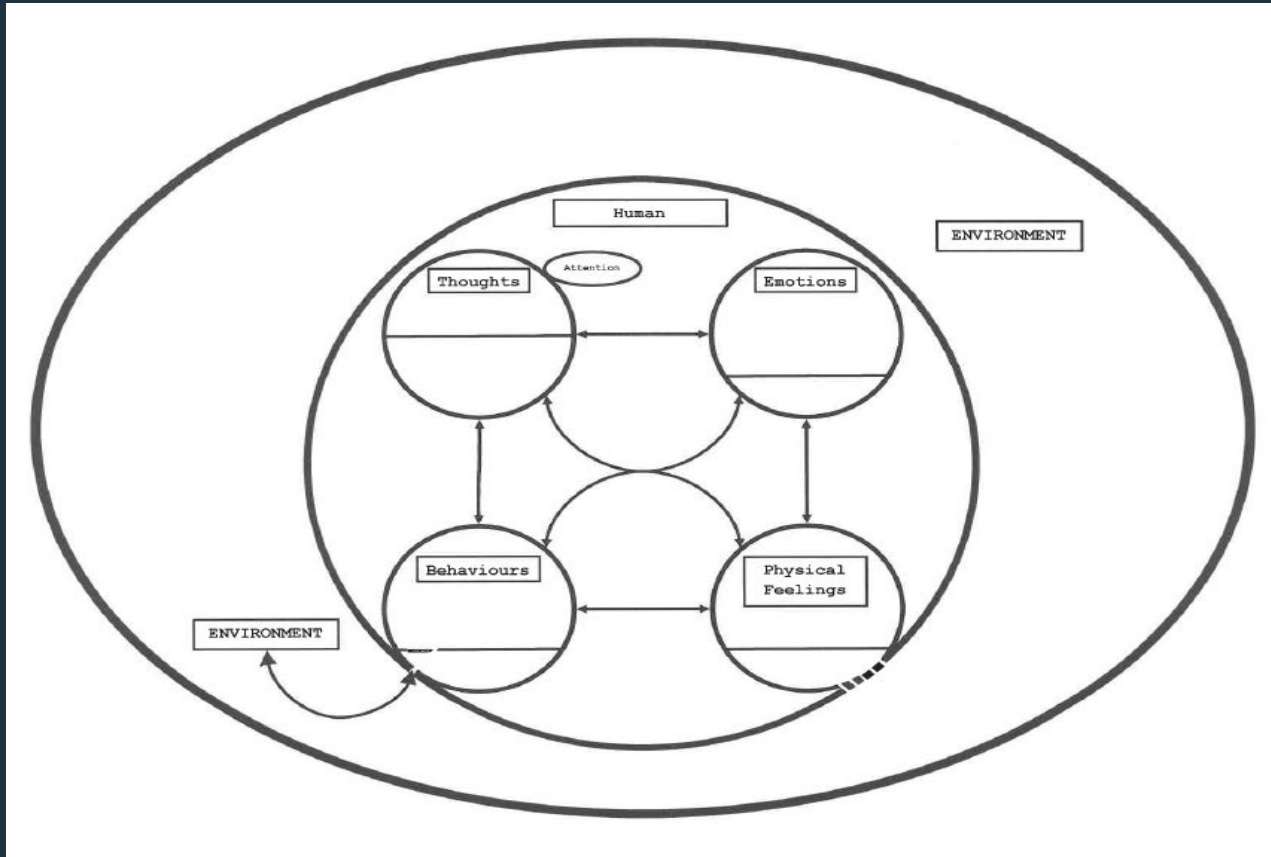 Human
ENVIRONMENT
Attention
Thoughts
Emotions
Behaviours
Physical
Feelings
ENVIRONMENT